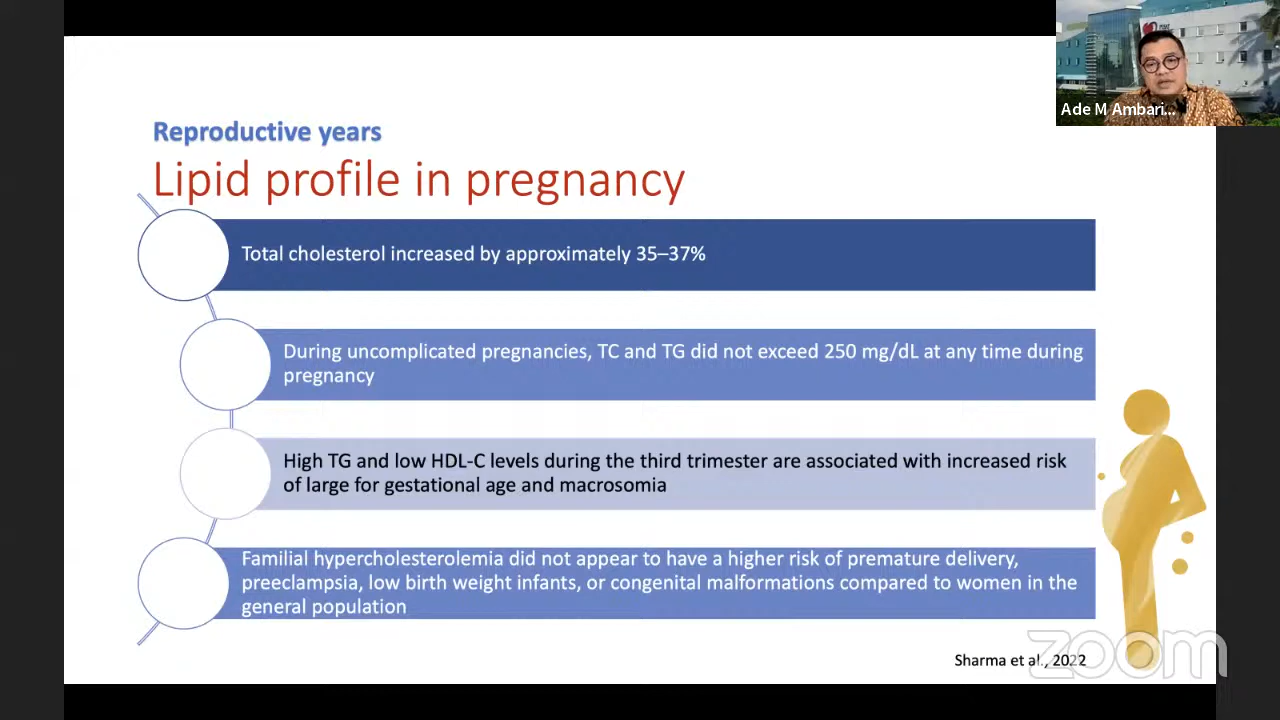 Ade M Ambari...
Reproductive years
Lipid profile in pregnancy
Total cholesterol increased by approximately 35–37%
During uncomplicated pregnancies, TC and TG did not exceed 250 mg/dL at any time during
pregnancy
High TG and low HDL-C levels during the third trimester are associated with increased risk
of large for gestational age and macrosomia
Familial hypercholesterolemia did not appear to have a higher risk of premature delivery,
preeclampsia, low birth weight infants, or congenital malformations compared to women in the
general population
Sharma et al., 2022
zoom